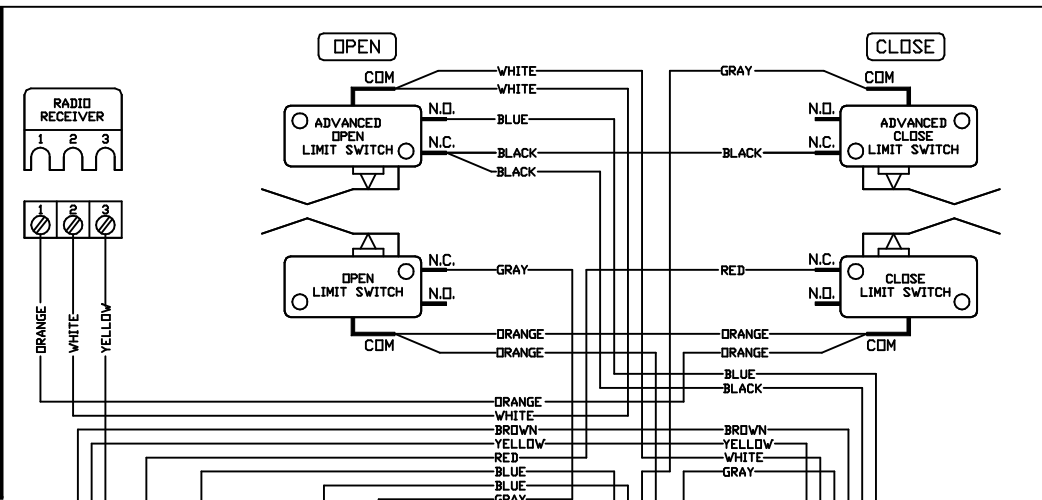 OPEN
CLOSE
COM
WHITE
GRAY
COM
WHITE
RADIO
RECEIVER
1 2 3
N.O.
BLUE
N.O.
ADVANCED
OPEN
LIMIT SWITCH
ADVANCED
CLOSE
LIMIT SWITCH
N.C.
BLACK
BLACK
N.C.
BLACK
1 2 3
N.C.
GRAY
RED
N.C.
OPEN
LIMIT SWITCH
CLOSE
LIMIT SWITCH
N.O.
N.O.
ORANGE
WHITE
YELLOW
COM
ORANGE
ORANGE
COM
ORANGE
ORANGE
BLUE
BLACK
ORANGE
WHITE
BROWN
BROWN
YELLOW
YELLOW
RED
WHITE
BLUE
GRAY
BLUE
GRAY